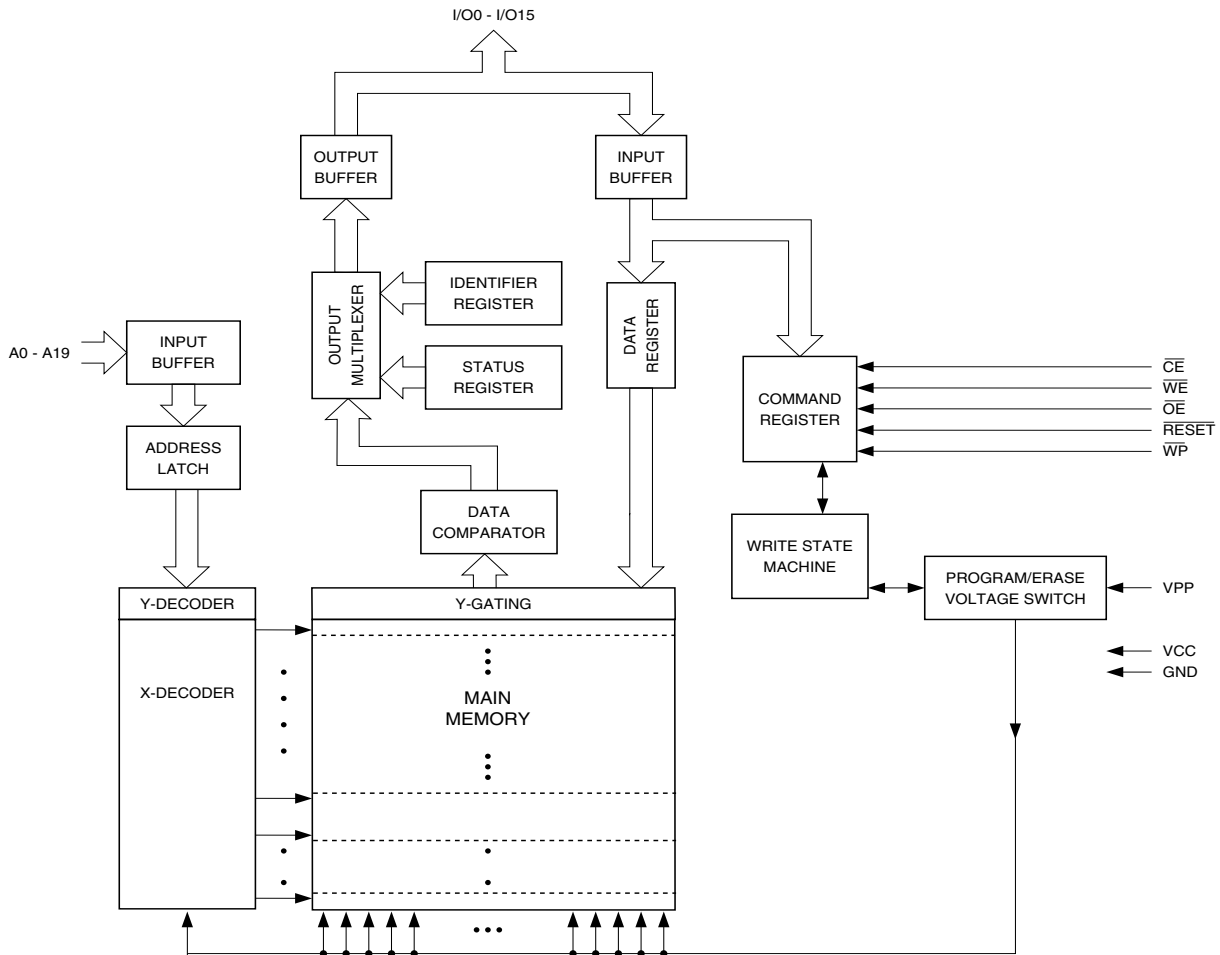 I/O0 - I/O15
OUTPUT
BUFFER
INPUT
BUFFER
IDENTIFIER
REGISTER
OUTPUT
MULTIPLEXER
DATA
REGISTER
A0 - A19
INPUT
BUFFER
STATUS
REGISTER
COMMAND
REGISTER
CE
WE
OE
RESET
WP
ADDRESS
LATCH
DATA
COMPARATOR
WRITE STATE
MACHINE
PROGRAM/ERASE
VOLTAGE SWITCH
VPP
Y-DECODER
Y-GATING
VCC
GND
X-DECODER
MAIN
MEMORY